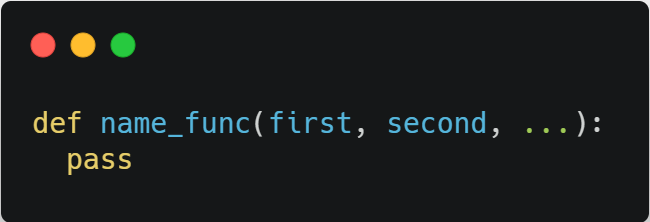 def name_func(first, second, ...):
  pass